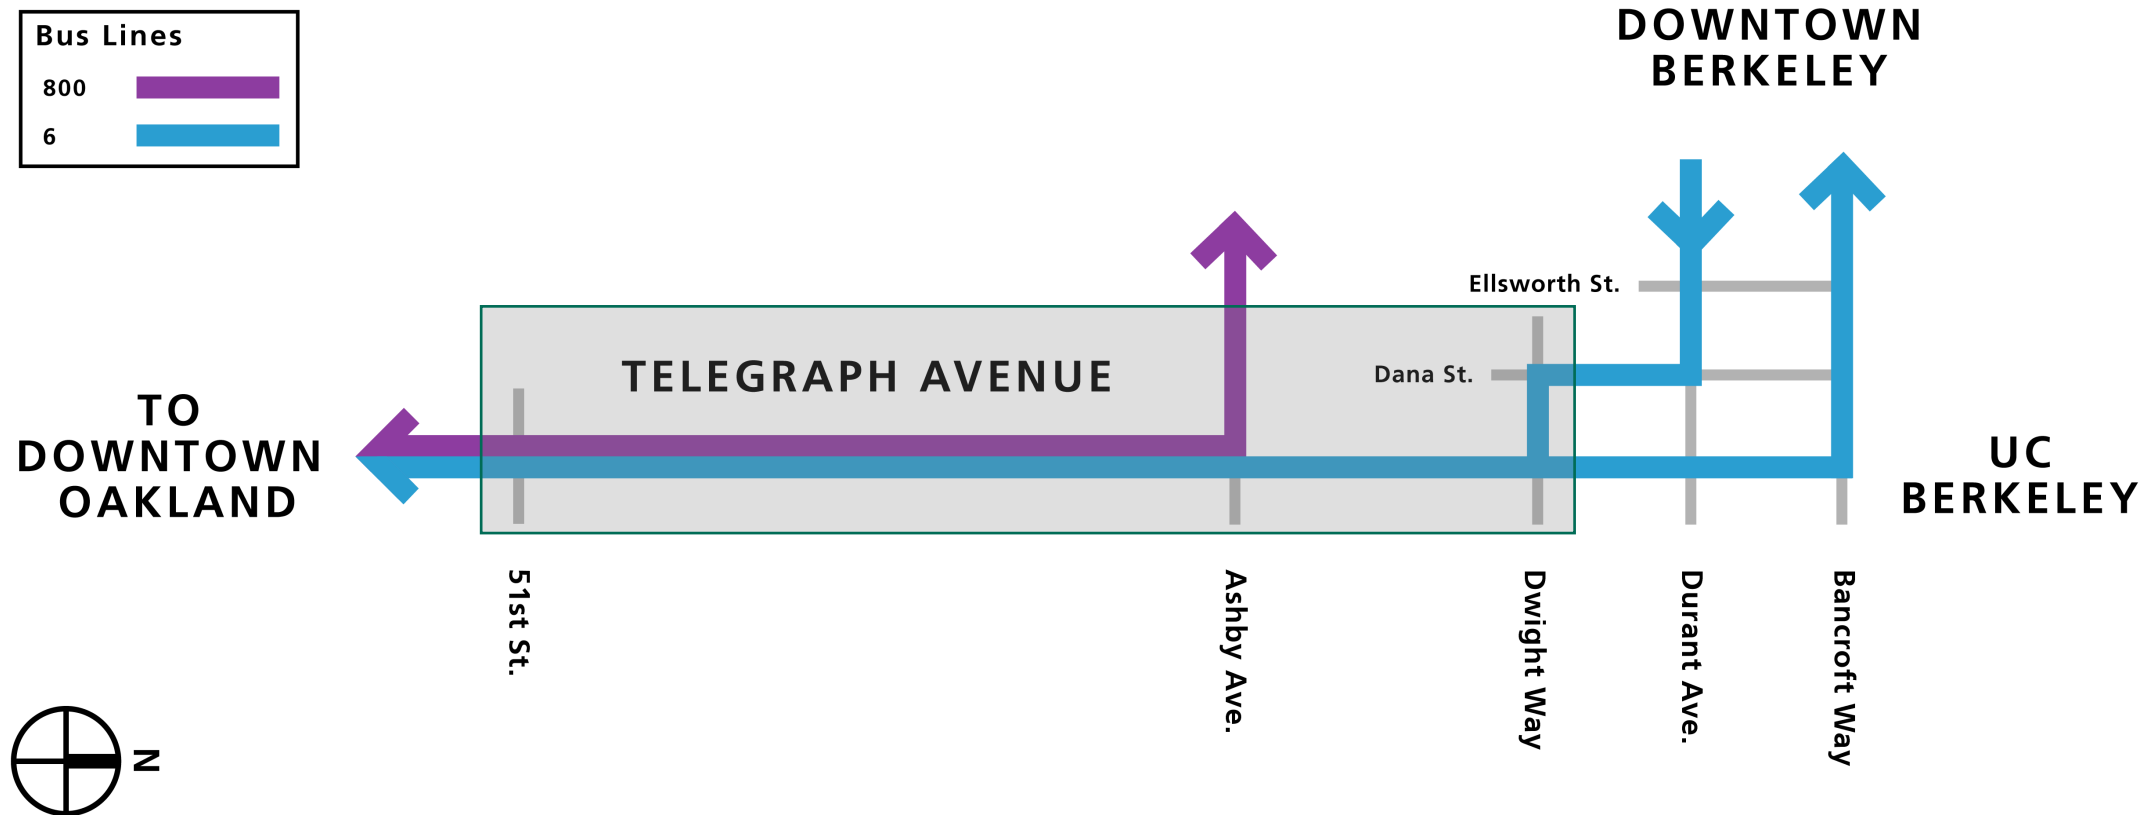 Bus Lines
800
6
DOWNTOWN
BERKELEY
Ellsworth St.
TELEGRAPH AVENUE
Dana St.
TO
DOWNTOWN
OAKLAND
UC
BERKELEY
51st St.
Ashby Ave.
Dwight Way
Durant Ave.
Bancroft Way
N